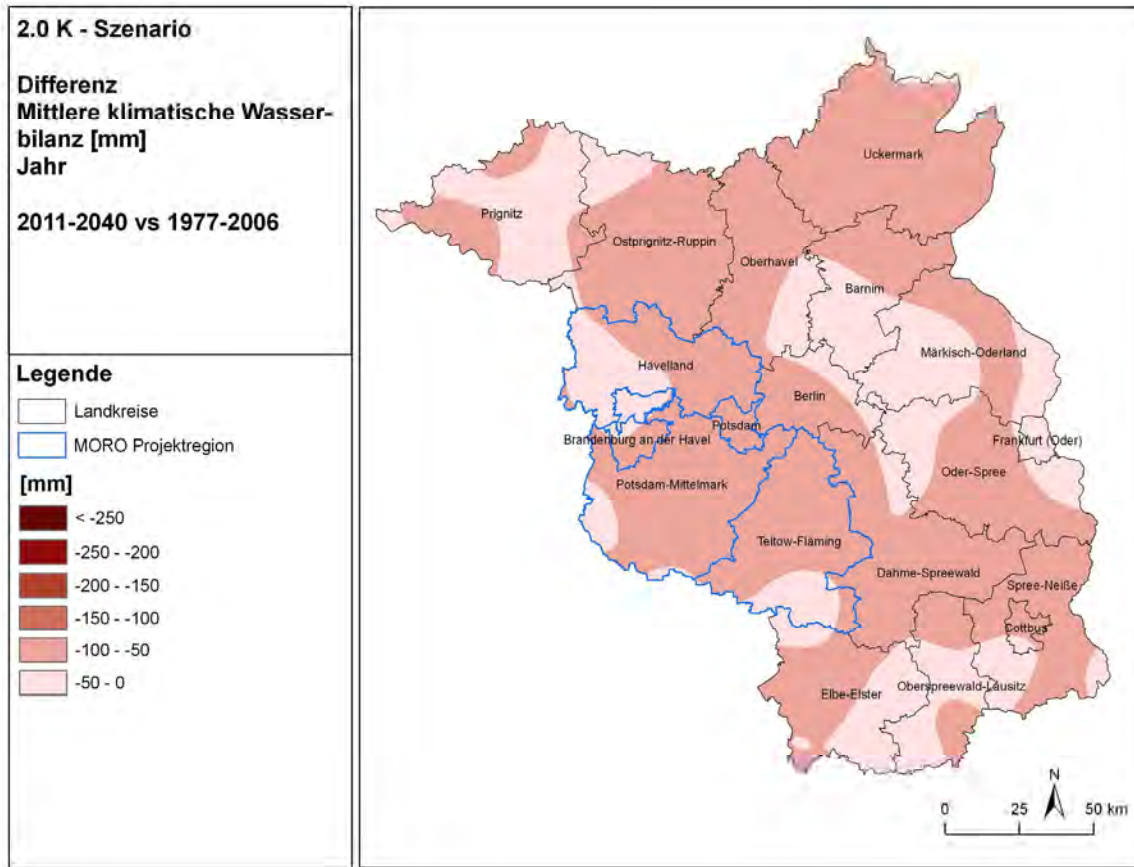 2.0 K - Szenario
Differenz
Mittlere klimatische Wasser-
bilanz [mm]
Jahr
2011-2040 vs 1977-2006
Legende
Landkreise
MORO Projektregion
[mm]
< -250
-250 - -200
-200 - -150
-150 - -100
-100 - -50
-50 - 0
Uckermark
Prignitz
Ostprignitz-Ruppin
Oberhavel
Barnim
Märkisch-Oderland
Havelland
Berlin
Potsdam
Brandenburg an der Havel
Frankfurt (Oder)
Oder-Spree
Potsdam-Mittelmark
Teltow-Fläming
Dahme-Spreewald
Spree-Neiße
Cottbus
Elbe-Elster
Oberspreewald-Lausitz
N
0 25 50 km